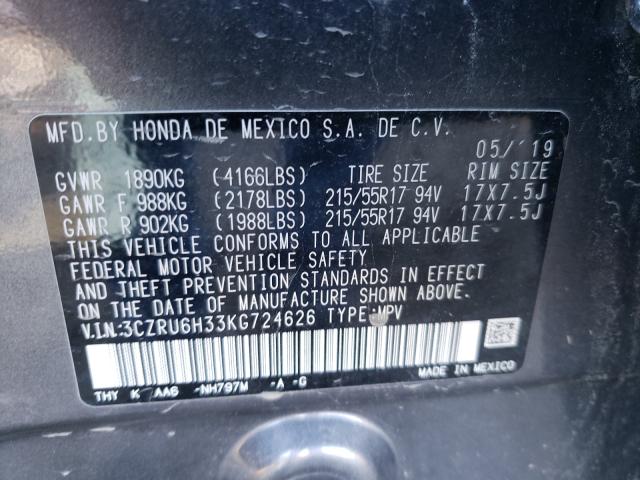 MFD.BY HONDA DE MEXICO S.A. DE C.V.
05/'19
GVWR 1890KG (4166LBS) TIRE SIZE RIM SIZE
GAWR F 988KG (2178LBS) 215/55R17 94V 17X7.5J
GAWR R 902KG (1988LBS) 215/55R17 94V 17X7.5J
THIS VEHICLE CONFORMS TO ALL APPLICABLE
FEDERAL MOTOR VEHICLE SAFETY
AND THEFT PREVENTION STANDARDS IN EFFECT
ON THE DATE OF MANUFACTURE SHOWN ABOVE.
V.I.N:3CZRU6H33KG724626 TYPE:MPV
THY K AA6 -NH797M -A -G
MADE IN MEXICO